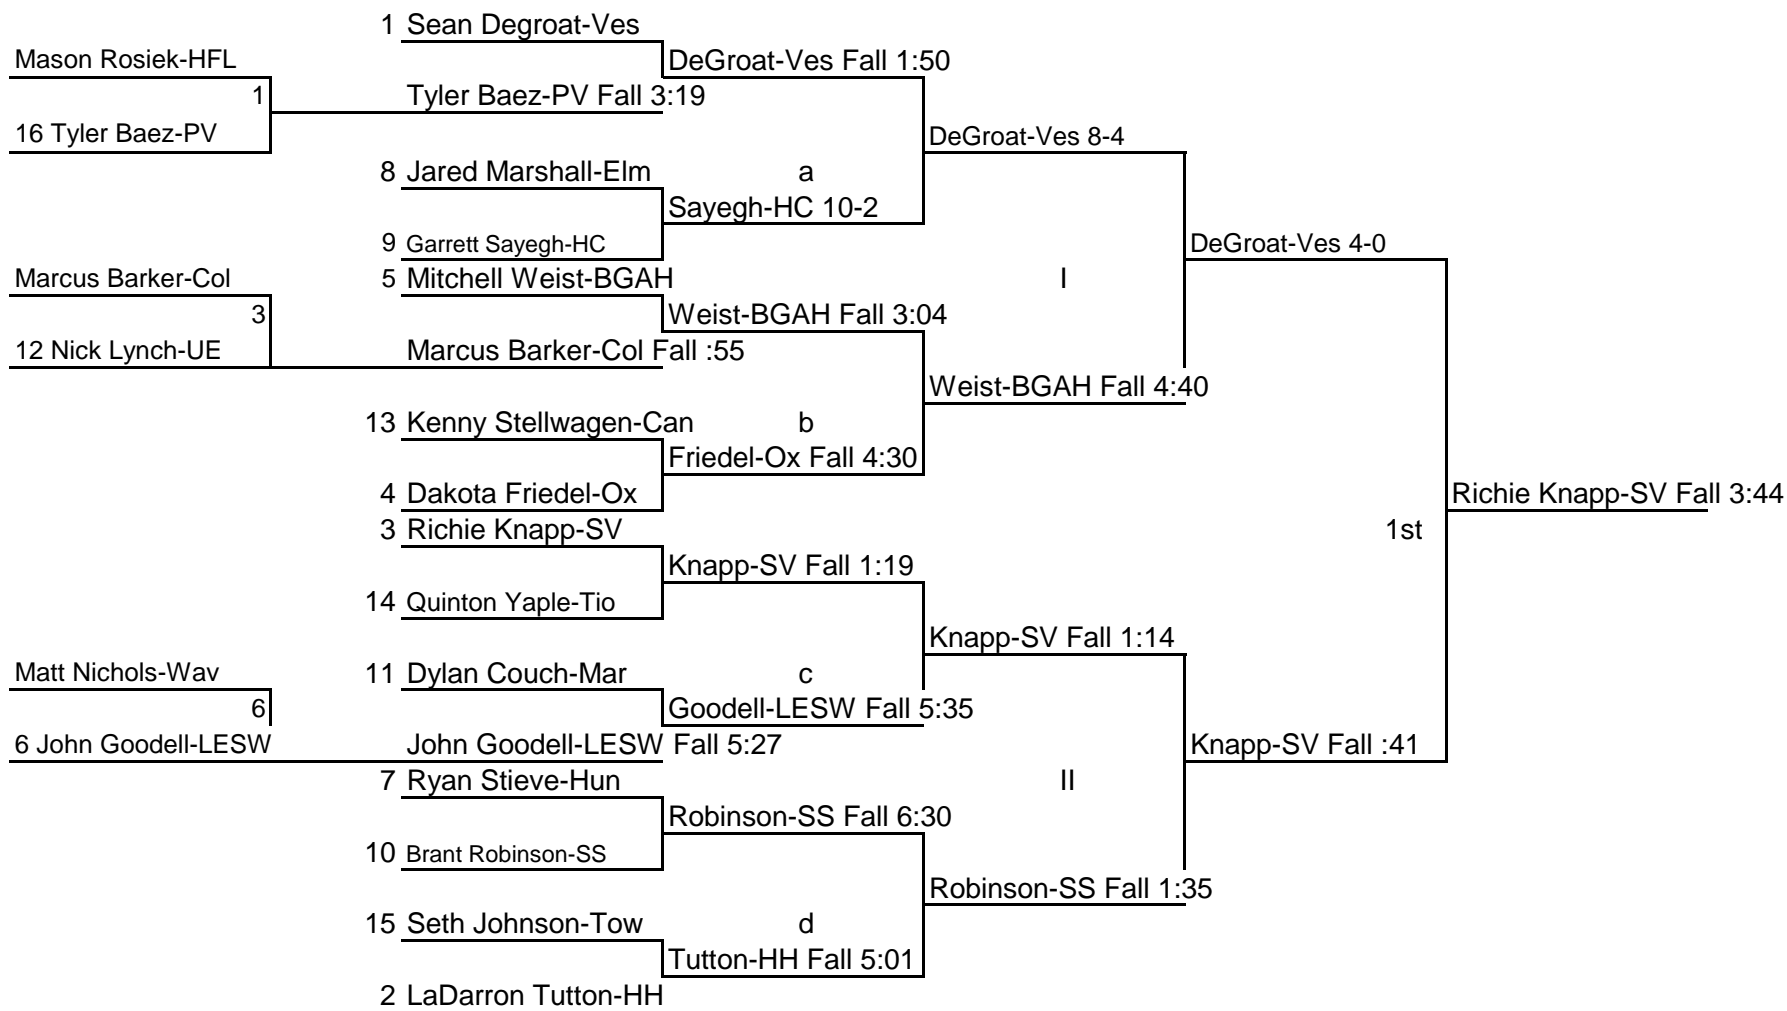 1 Sean Degroat-Ves
Mason Rosiek-HFL
DeGroat-Ves Fall 1:50
1
Tyler Baez-PV Fall 3:19
16 Tyler Baez-PV
DeGroat-Ves 8-4
8 Jared Marshall-Elm
a
Sayegh-HC 10-2
9 Garrett Sayegh-HC
DeGroat-Ves 4-0
Marcus Barker-Col
5 Mitchell Weist-BGAH
I
3
Weist-BGAH Fall 3:04
12 Nick Lynch-UE
Marcus Barker-Col Fall :55
Weist-BGAH Fall 4:40
13 Kenny Stellwagen-Can
b
Friedel-Ox Fall 4:30
4 Dakota Friedel-Ox
Richie Knapp-SV Fall 3:44
3 Richie Knapp-SV
1st
Knapp-SV Fall 1:19
14 Quinton Yaple-Tio
Knapp-SV Fall 1:14
Matt Nichols-Wav
11 Dylan Couch-Mar
c
6
Goodell-LESW Fall 5:35
6 John Goodell-LESW
John Goodell-LESW Fall 5:27
Knapp-SV Fall :41
7 Ryan Stieve-Hun
II
Robinson-SS Fall 6:30
10 Brant Robinson-SS
Robinson-SS Fall 1:35
15 Seth Johnson-Tow
d
Tutton-HH Fall 5:01
2 LaDarron Tutton-HH